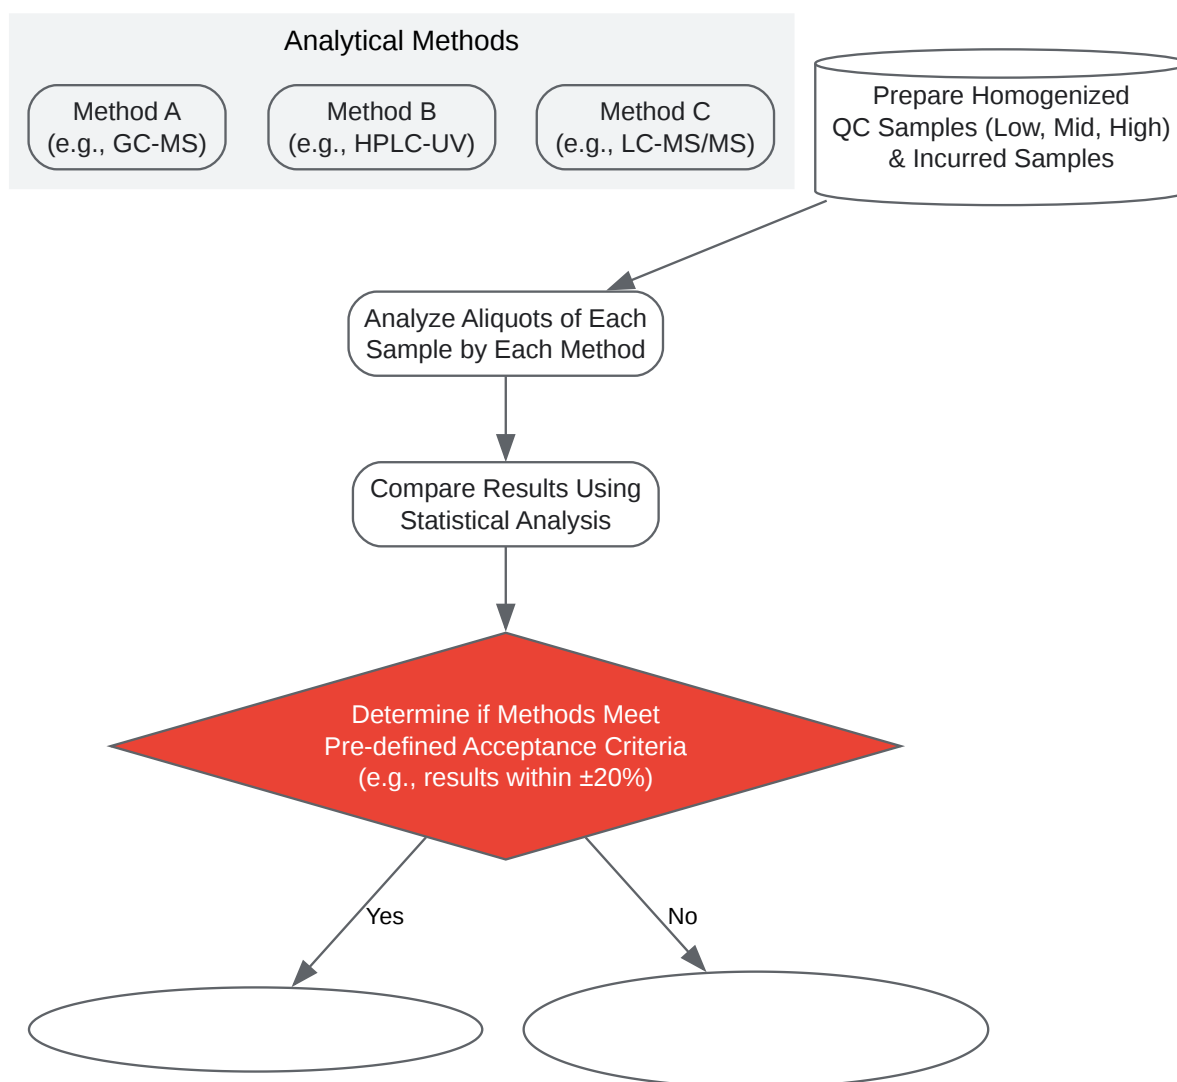 Analytical Methods
Method A
(e.g., GC-MS)
Method B
(e.g., HPLC-UV)
Method C
(e.g., LC-MS/MS)
Prepare Homogenized
QC Samples (Low, Mid, High)
& Incurred Samples
Analyze Aliquots of Each
Sample by Each Method
Compare Results Using
Statistical Analysis
Determine if Methods Meet
Pre-defined Acceptance Criteria
(e.g., results within ±20%)
Yes
No